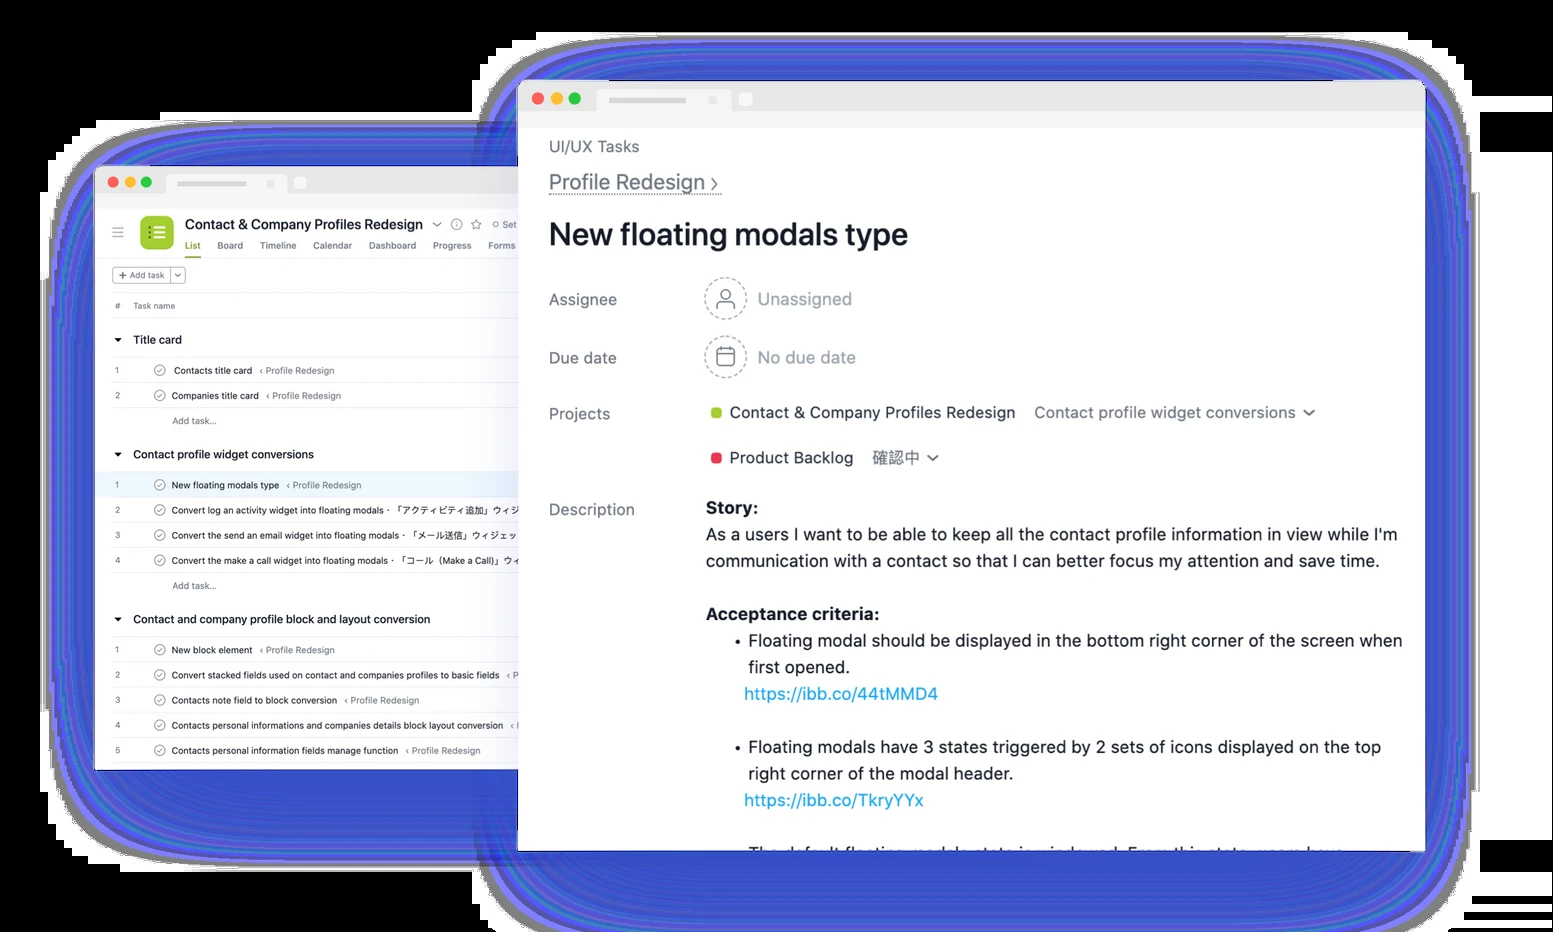 Contact & Company Profiles Redesign
Set
List Board Timeline Calendar Dashboard Progress Forms
+ Add task
# Task name
Title card
1 Contacts title card ‹ Profile Redesign
2 Companies title card ‹ Profile Redesign
Add task...
Contact profile widget conversions
1 New floating modals type ‹ Profile Redesign
2 Convert log an activity widget into floating modals・「アクティビティ追加」ウィジ
3 Convert the send an email widget into floating modals・「メール送信」ウィジェッ
4 Convert the make a call widget into floating modals・「コール（Make a Call)」ウィ
Add task...
Contact and company profile block and layout conversion
1 New block element ‹ Profile Redesign
2 Convert stacked fields used on contact and companies profiles to basic fields ‹ P
3 Contacts note field to block conversion ‹ Profile Redesign
4 Contacts personal informations and companies details block layout conversion ‹
5 Contacts personal information fields manage function ‹ Profile Redesign
UI/UX Tasks
Profile Redesign ›
New floating modals type
Assignee Unassigned
Due date No due date
Projects Contact & Company Profiles Redesign Contact profile widget conversions
Product Backlog 確認中
Description
Story:
As a users I want to be able to keep all the contact profile information in view while I'm
communication with a contact so that I can better focus my attention and save time.
Acceptance criteria:
• Floating modal should be displayed in the bottom right corner of the screen when
first opened.
https://ibb.co/44tMMD4
• Floating modals have 3 states triggered by 2 sets of icons displayed on the top
right corner of the modal header.
https://ibb.co/TkryYYx